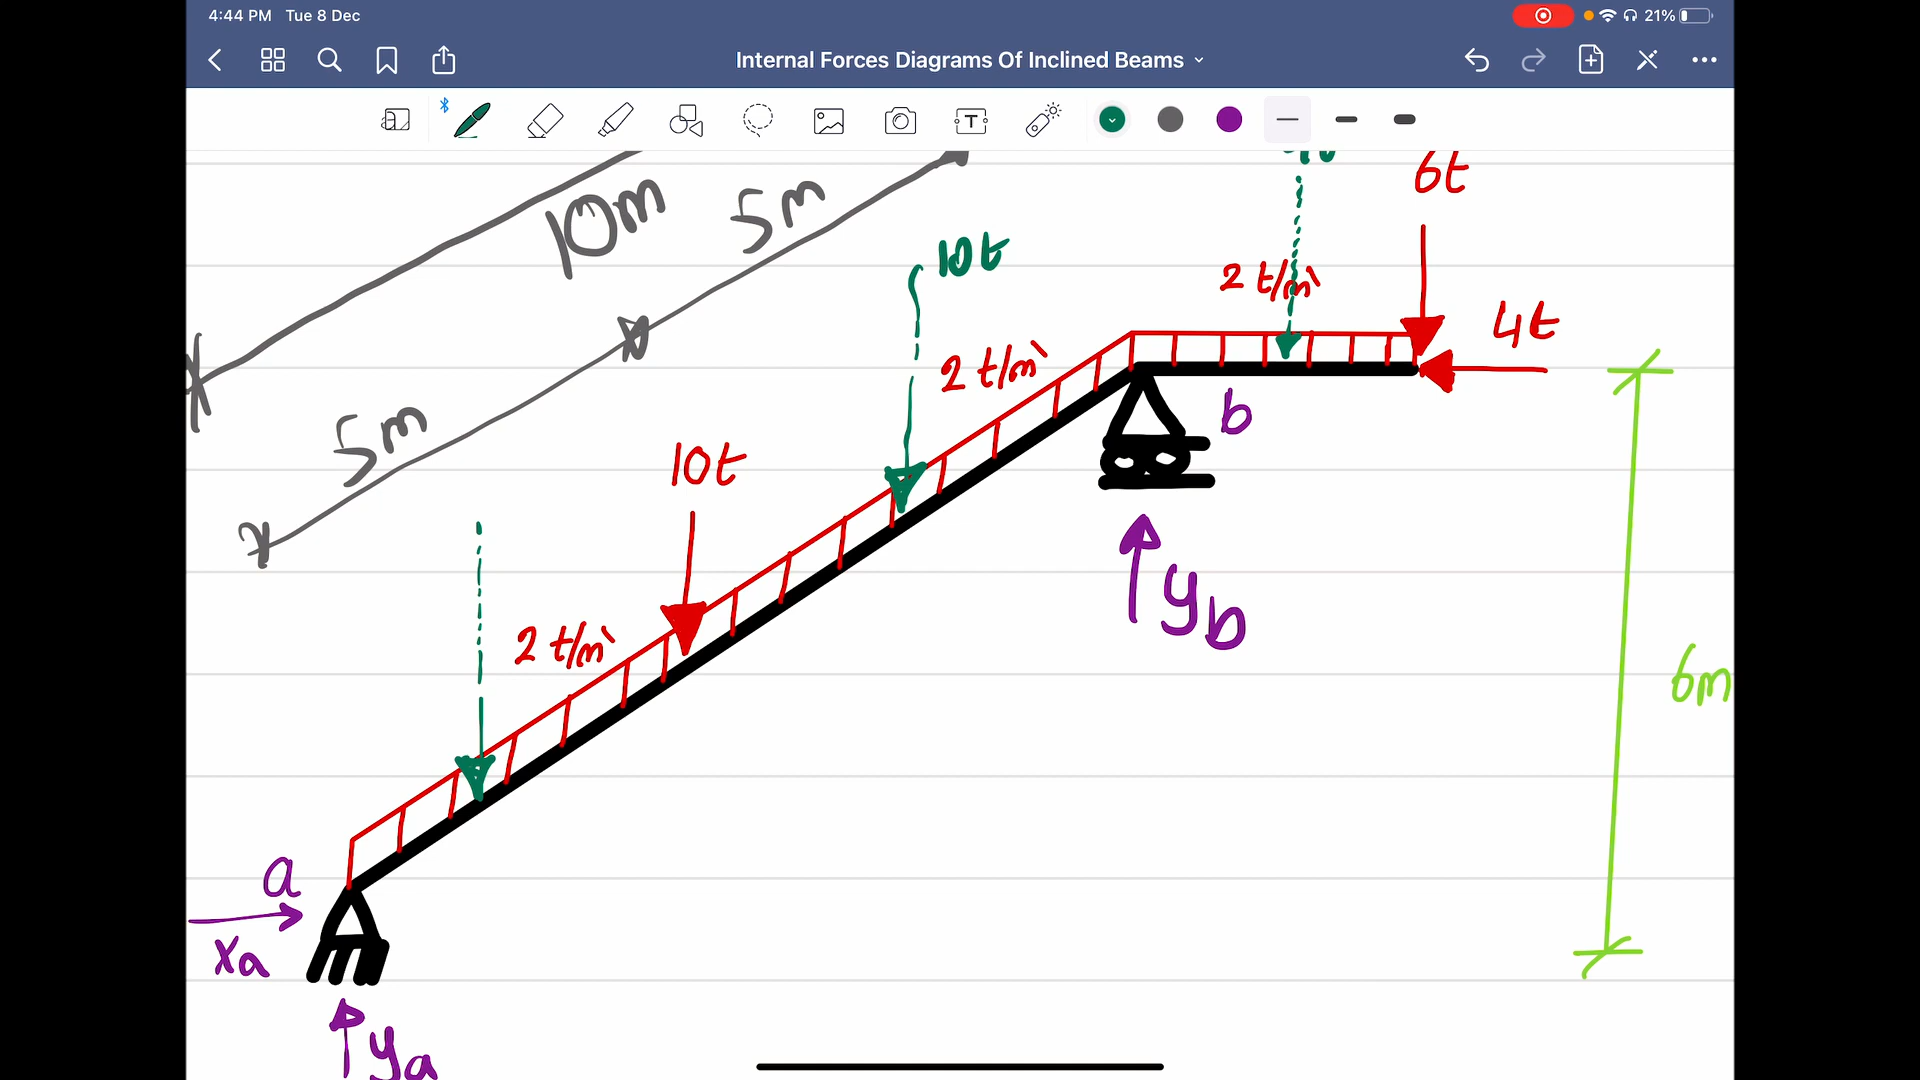 4:44 PM Tue 8 Dec
21%
Internal Forces Diagrams Of Inclined Beams
T
6t
10m
5m
10t
2 t/m`
4t
2 t/m`
5m
b
10t
yb
2 t/m`
6m
a
xa
ya